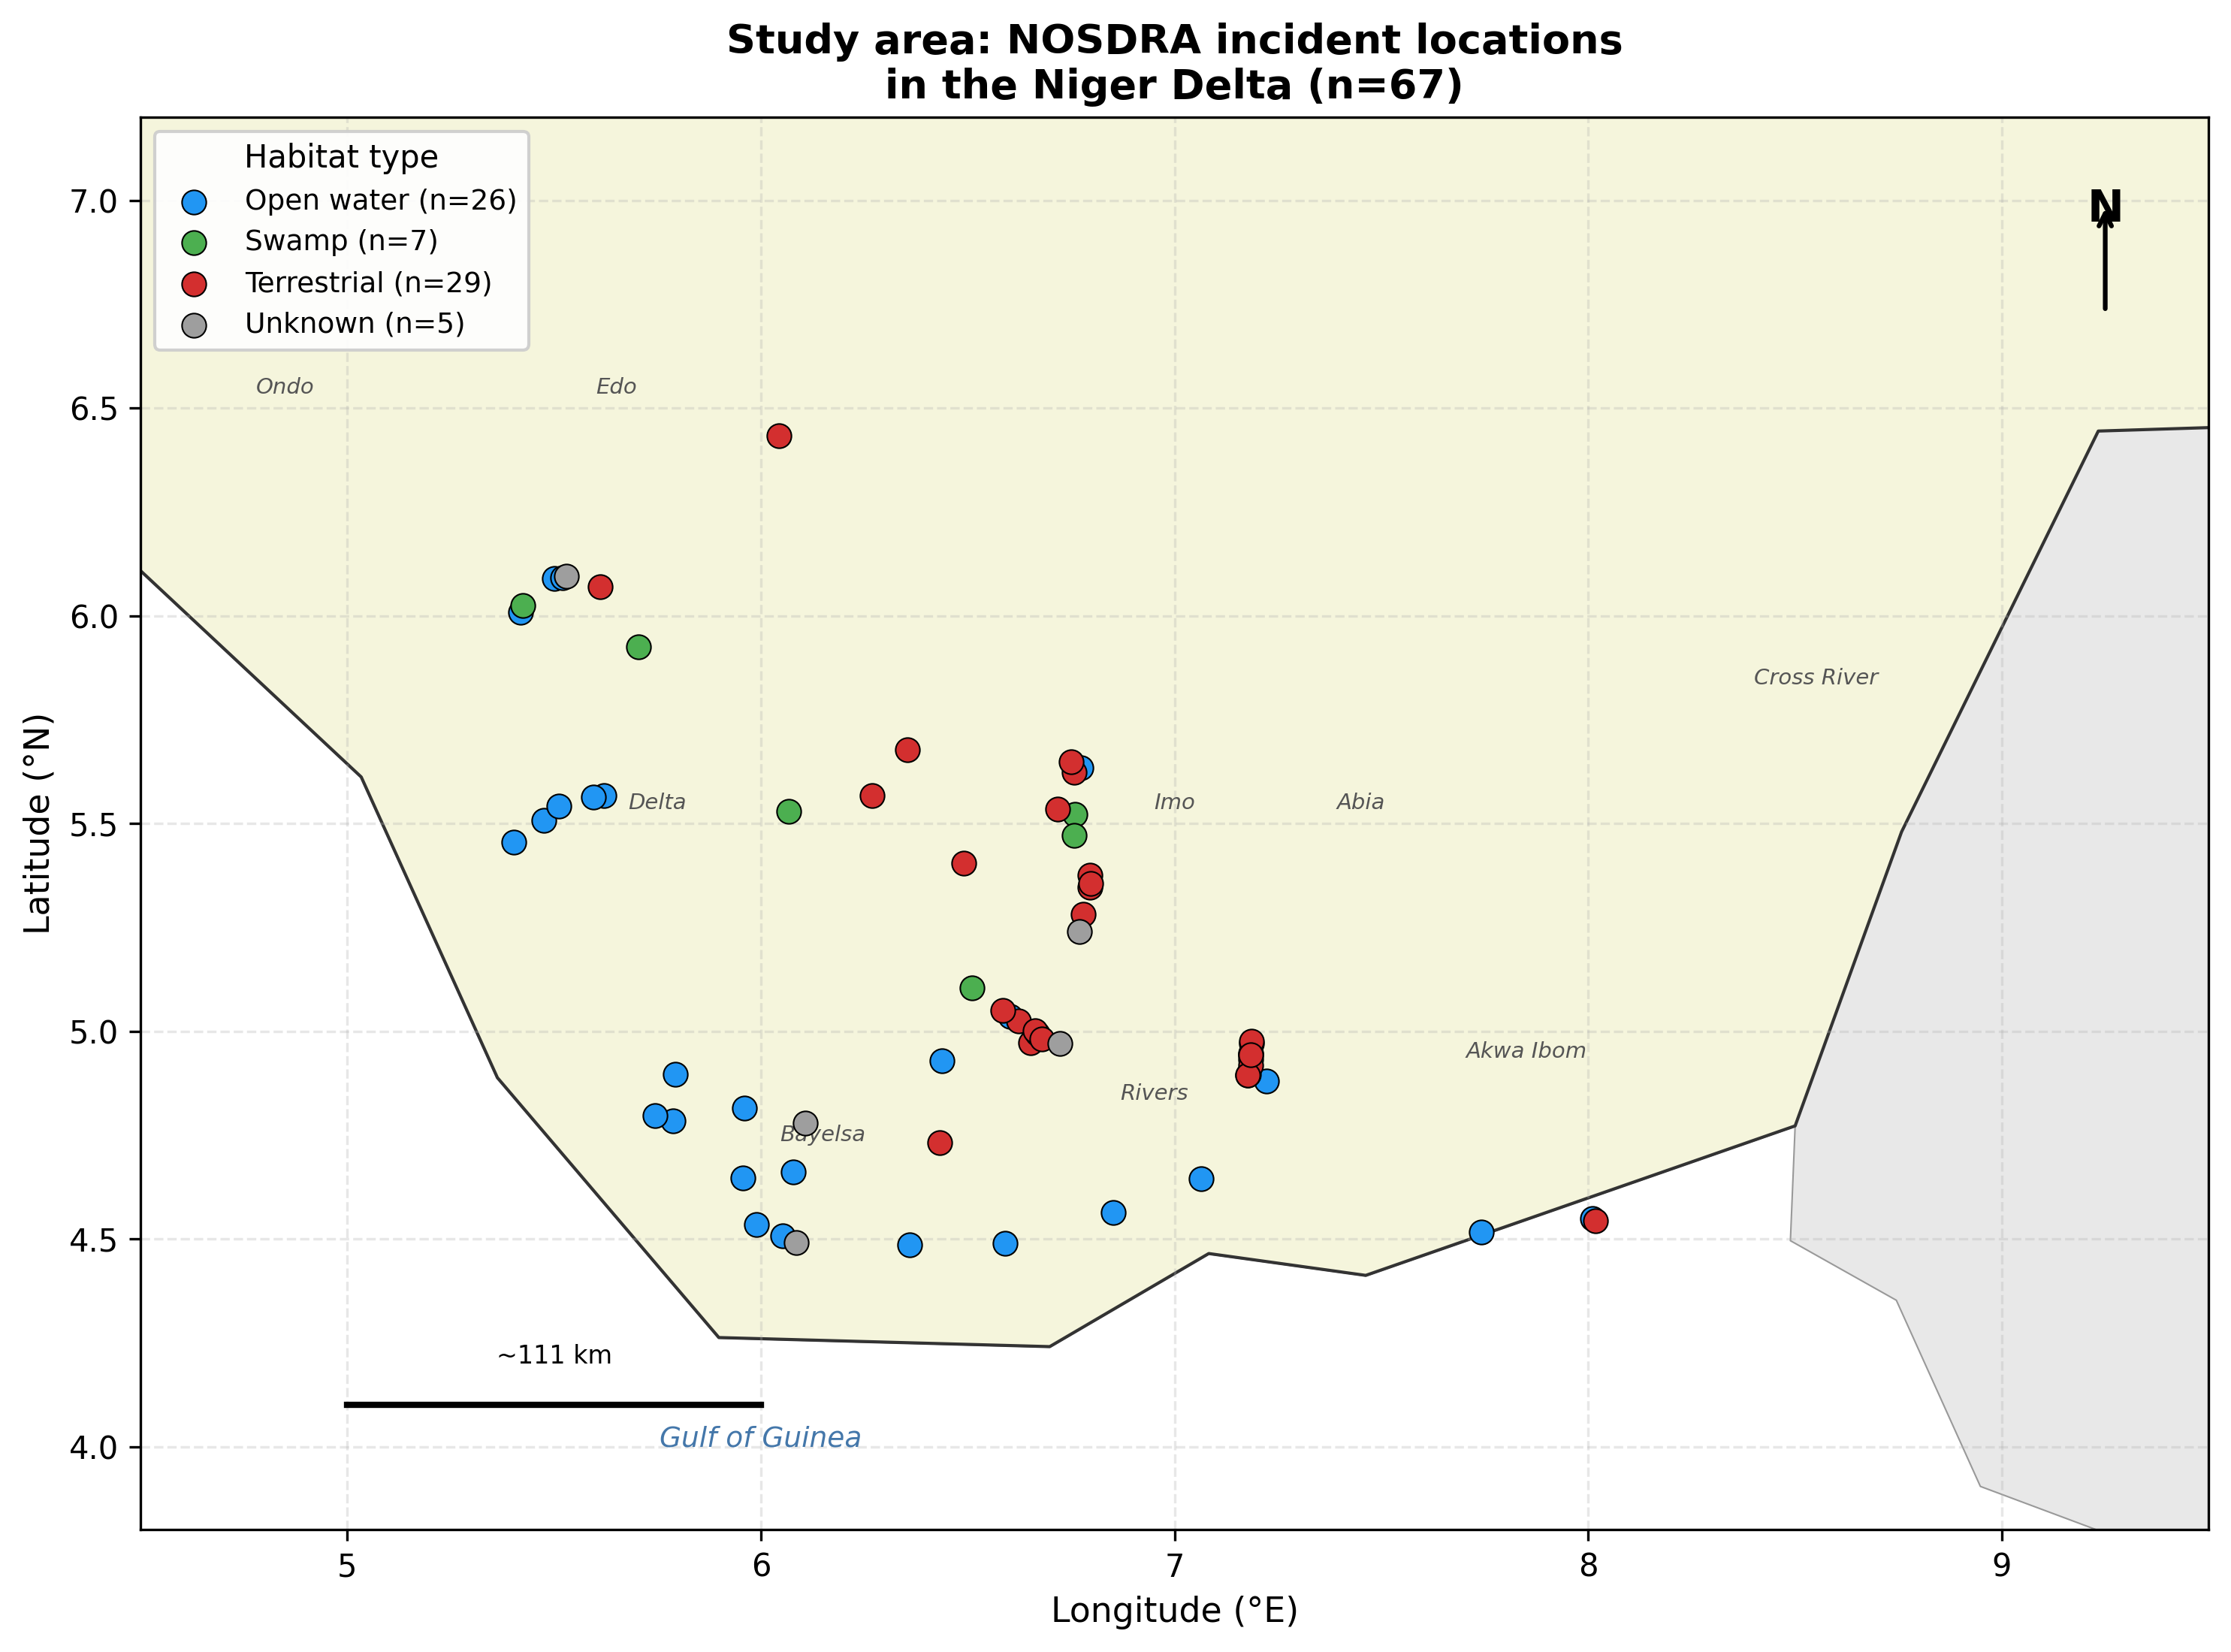 Study area: NOSDRA incident locations
in the Niger Delta (n=67)
Habitat type
Open water (n=26)
Swamp (n=7)
Terrestrial (n=29)
Unknown (n=5)
N
Ondo
Edo
Cross River
Delta
Imo
Abia
Akwa Ibom
Rivers
Bayelsa
~111 km
Gulf of Guinea
7.0
6.5
6.0
5.5
5.0
4.5
4.0
Latitude (°N)
5
6
7
8
9
Longitude (°E)